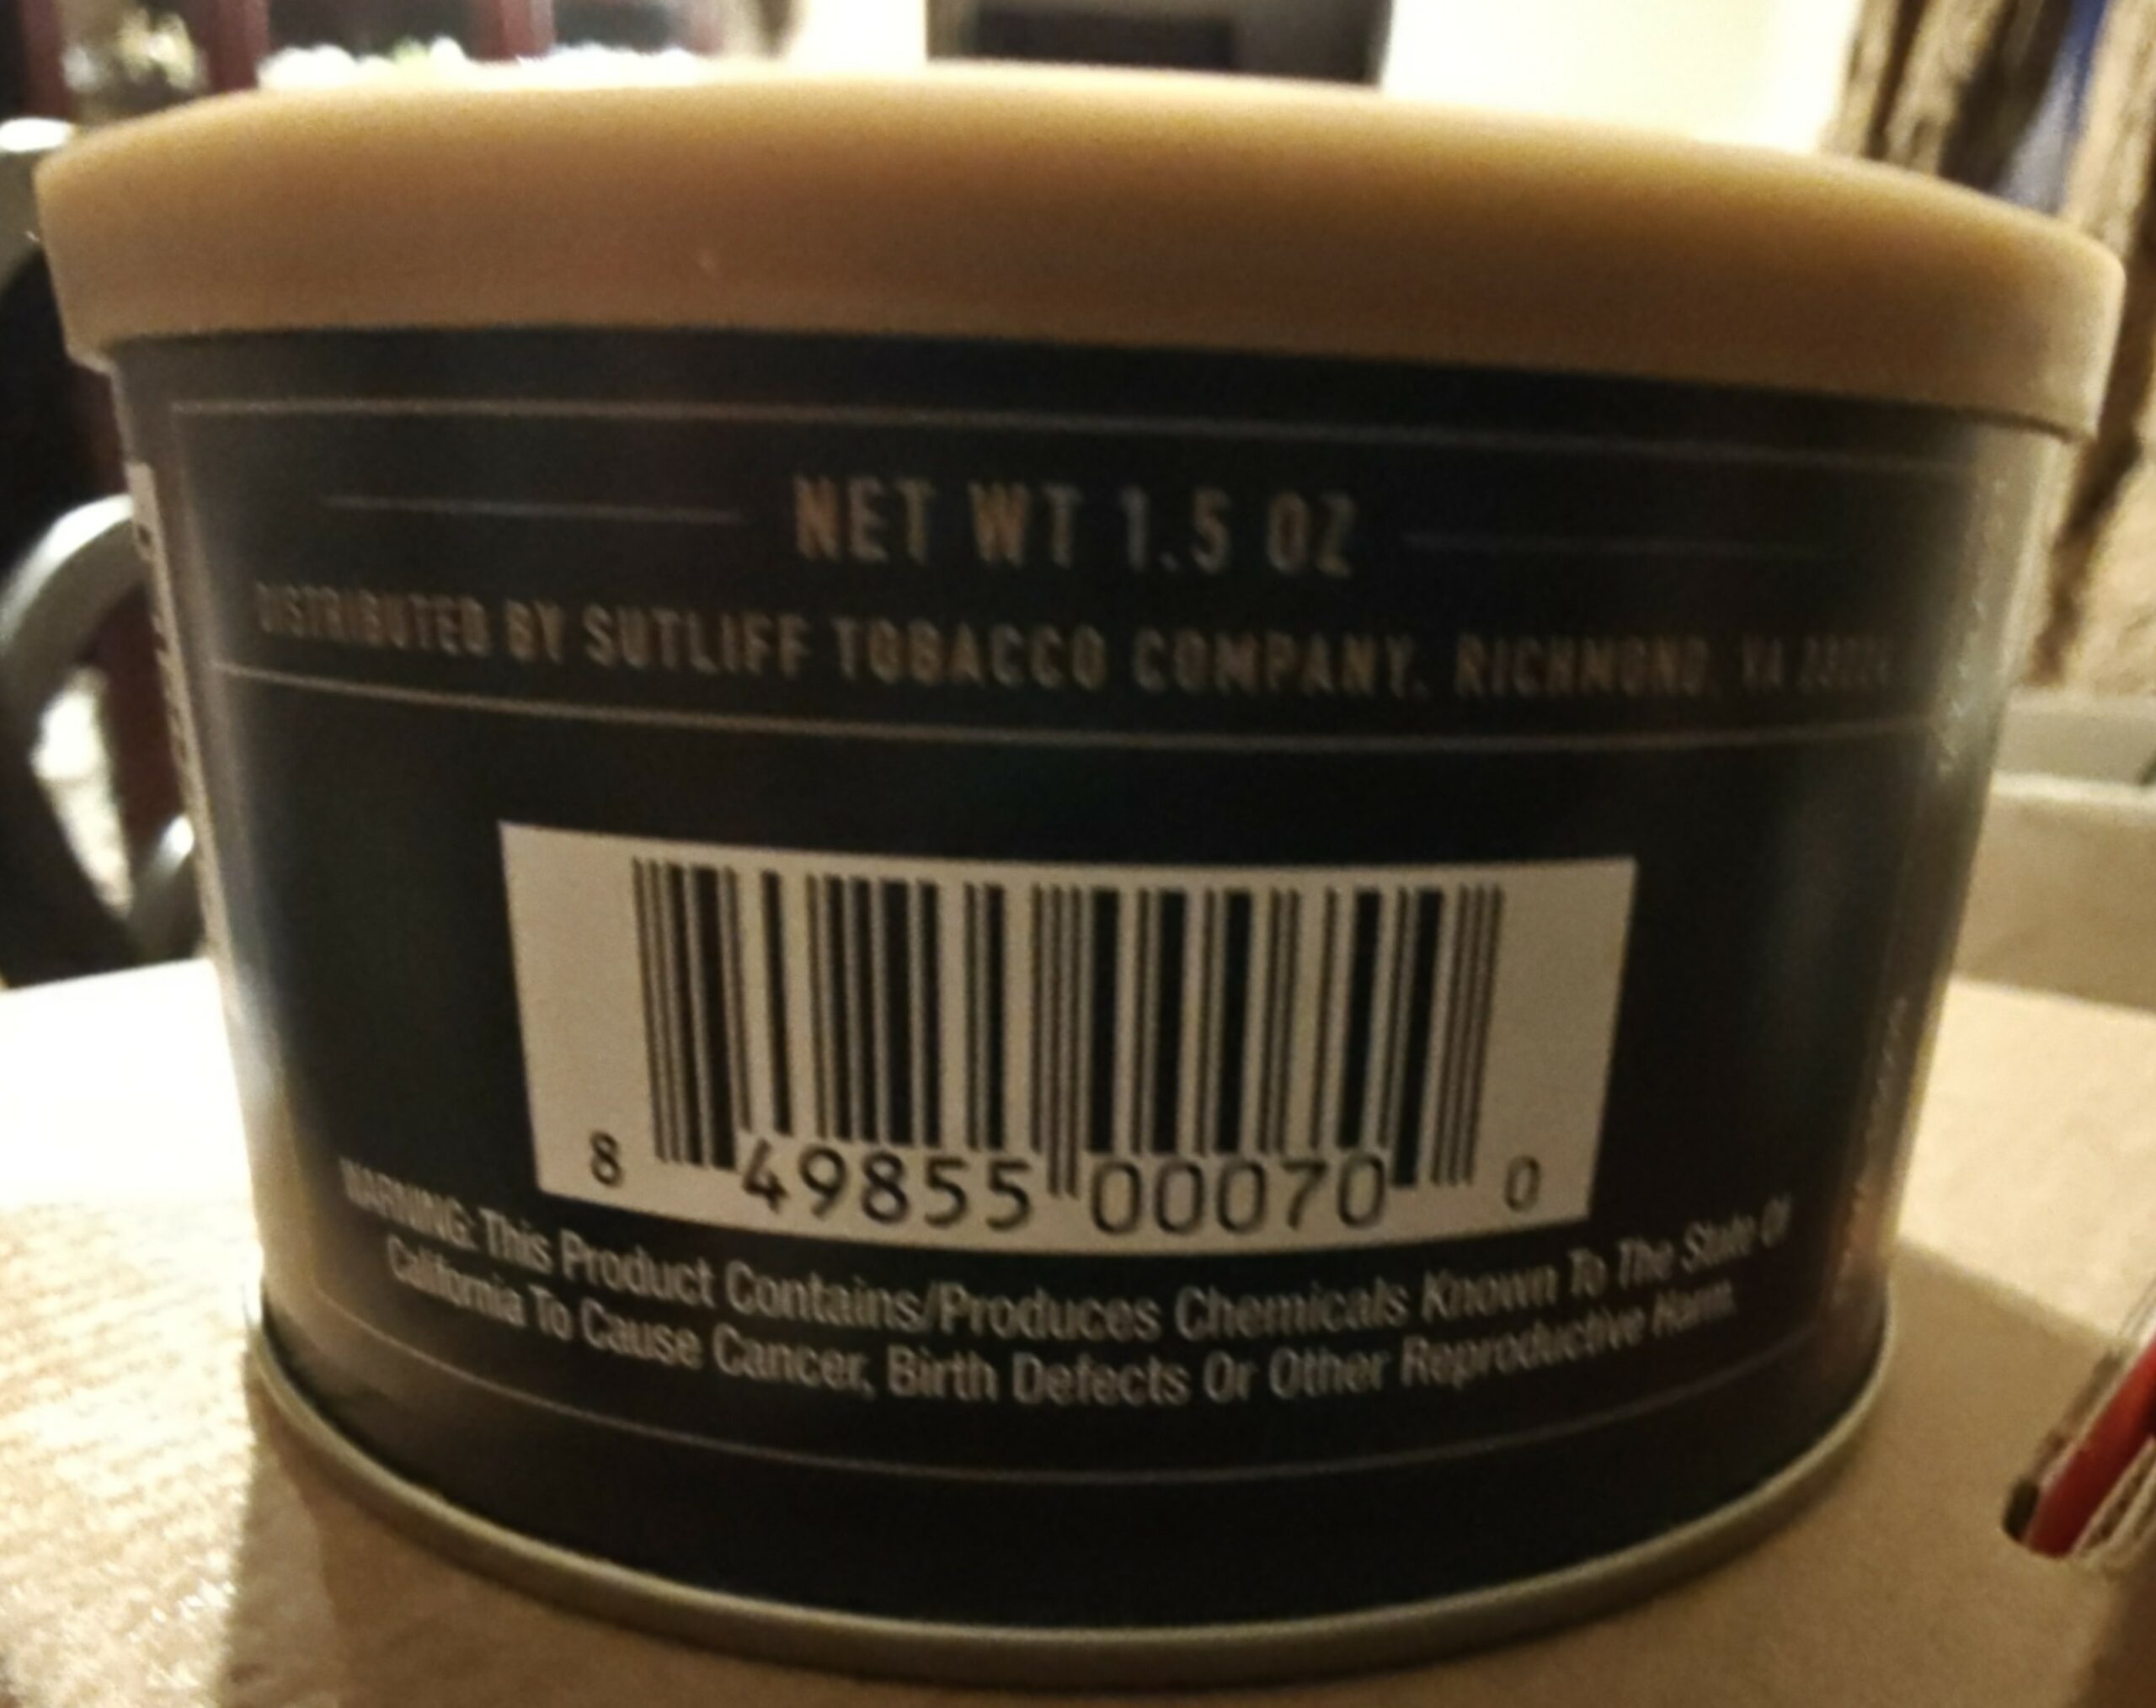 NET WT 1.5 OZ
DISTRIBUTED BY SUTLIFF TOBACCO COMPANY, RICHMOND, VA
8 49855 00070 0
WARNING: This Product Contains/Produces Chemicals Known To The State Of
California To Cause Cancer, Birth Defects Or Other Reproductive Harm.